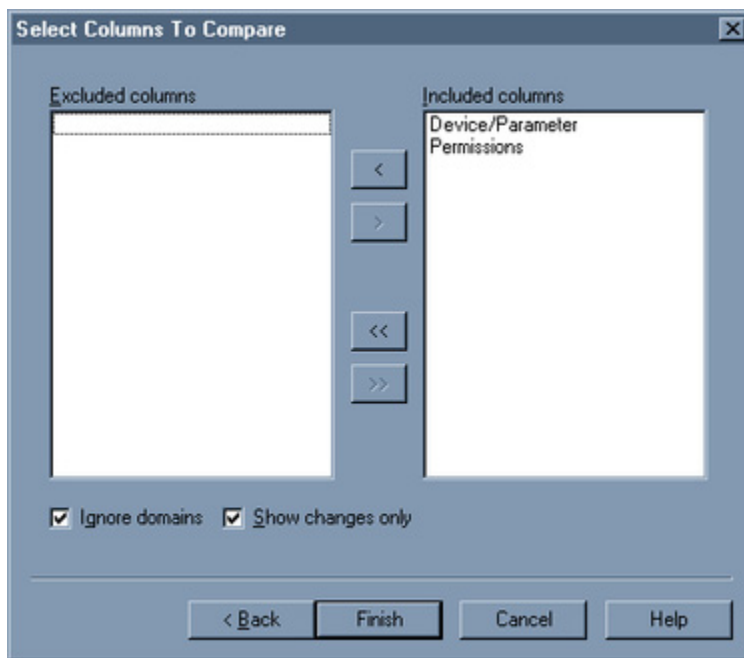 Select Columns To Compare
Excluded columns
Included columns
Device/Parameter
Permissions
<
>
<<
>>
Ignore domains Show changes only
< Back Finish Cancel Help